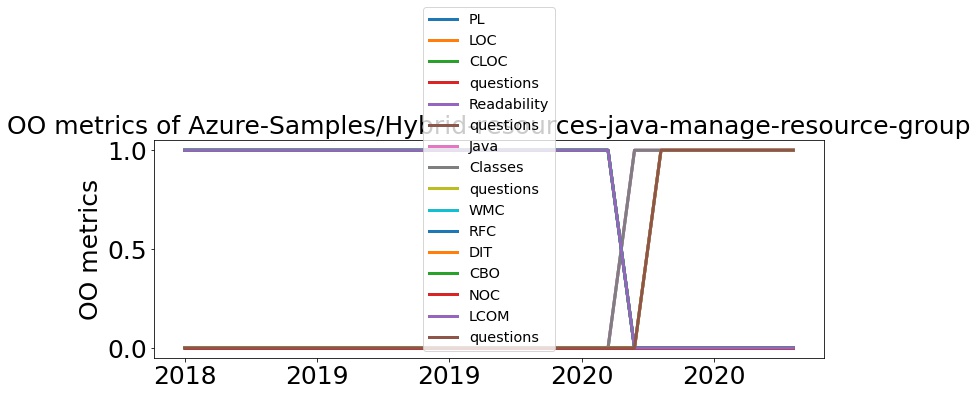 PL
LOC
CLOC
questions
Readability
questions
Java
Classes
questions
WMC
RFC
DIT
CBO
NOC
LCOM
questions
OO metrics of Azure-Samples/Hybrid-resources-java-manage-resource-group
OO metrics
1.0
0.5
0.0
2018
2019
2019
2020
2020